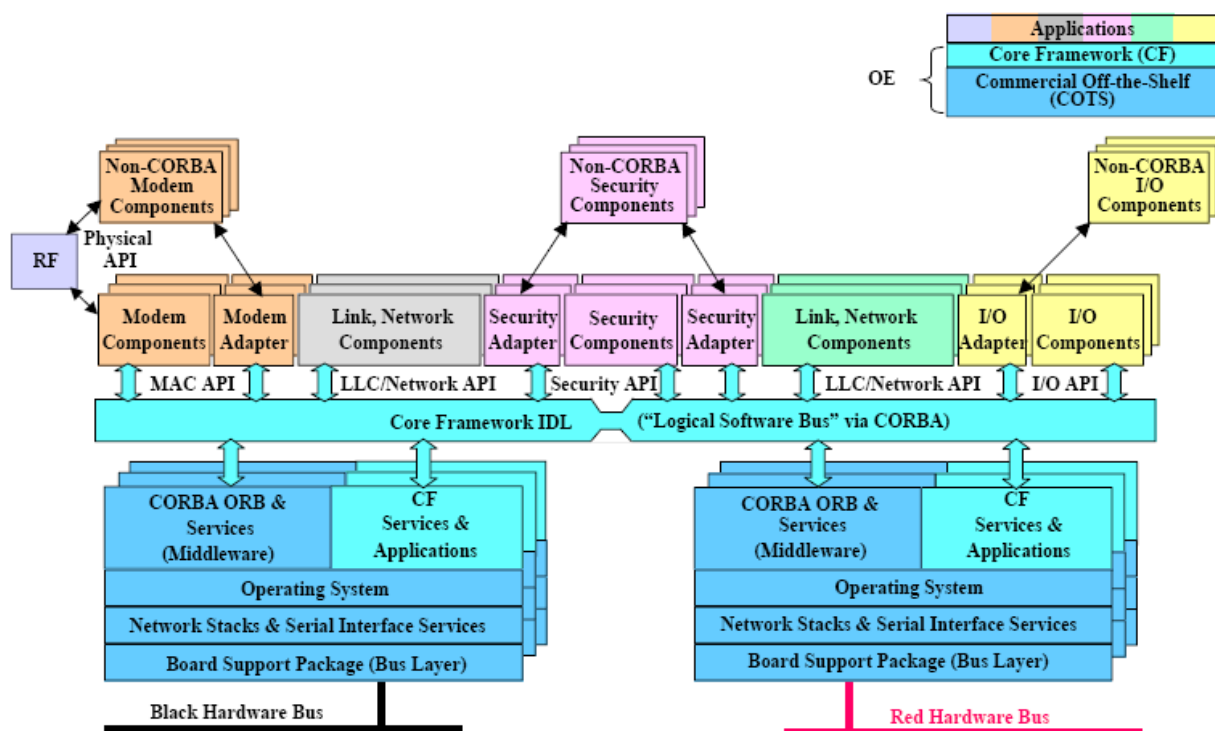 Applications
Core Framework (CF)
OE
Commercial Off-the-Shelf
(COTS)
Non-CORBA
Modem
Components
Non-CORBA
Security
Components
Non-CORBA
I/O
Components
RF
Physical
API
Modem
Components
Modem
Adapter
Link, Network
Components
Security
Adapter
Security
Components
Security
Adapter
Link, Network
Components
I/O
Adapter
I/O
Components
MAC API
LLC/Network API
Security API
LLC/Network API
I/O API
Core Framework IDL
("Logical Software Bus" via CORBA)
CORBA ORB &
Services
(Middleware)
CF
Services &
Applications
Operating System
Network Stacks & Serial Interface Services
Board Support Package (Bus Layer)
Black Hardware Bus
CORBA ORB &
Services
(Middleware)
CF
Services &
Applications
Operating System
Network Stacks & Serial Interface Services
Board Support Package (Bus Layer)
Red Hardware Bus